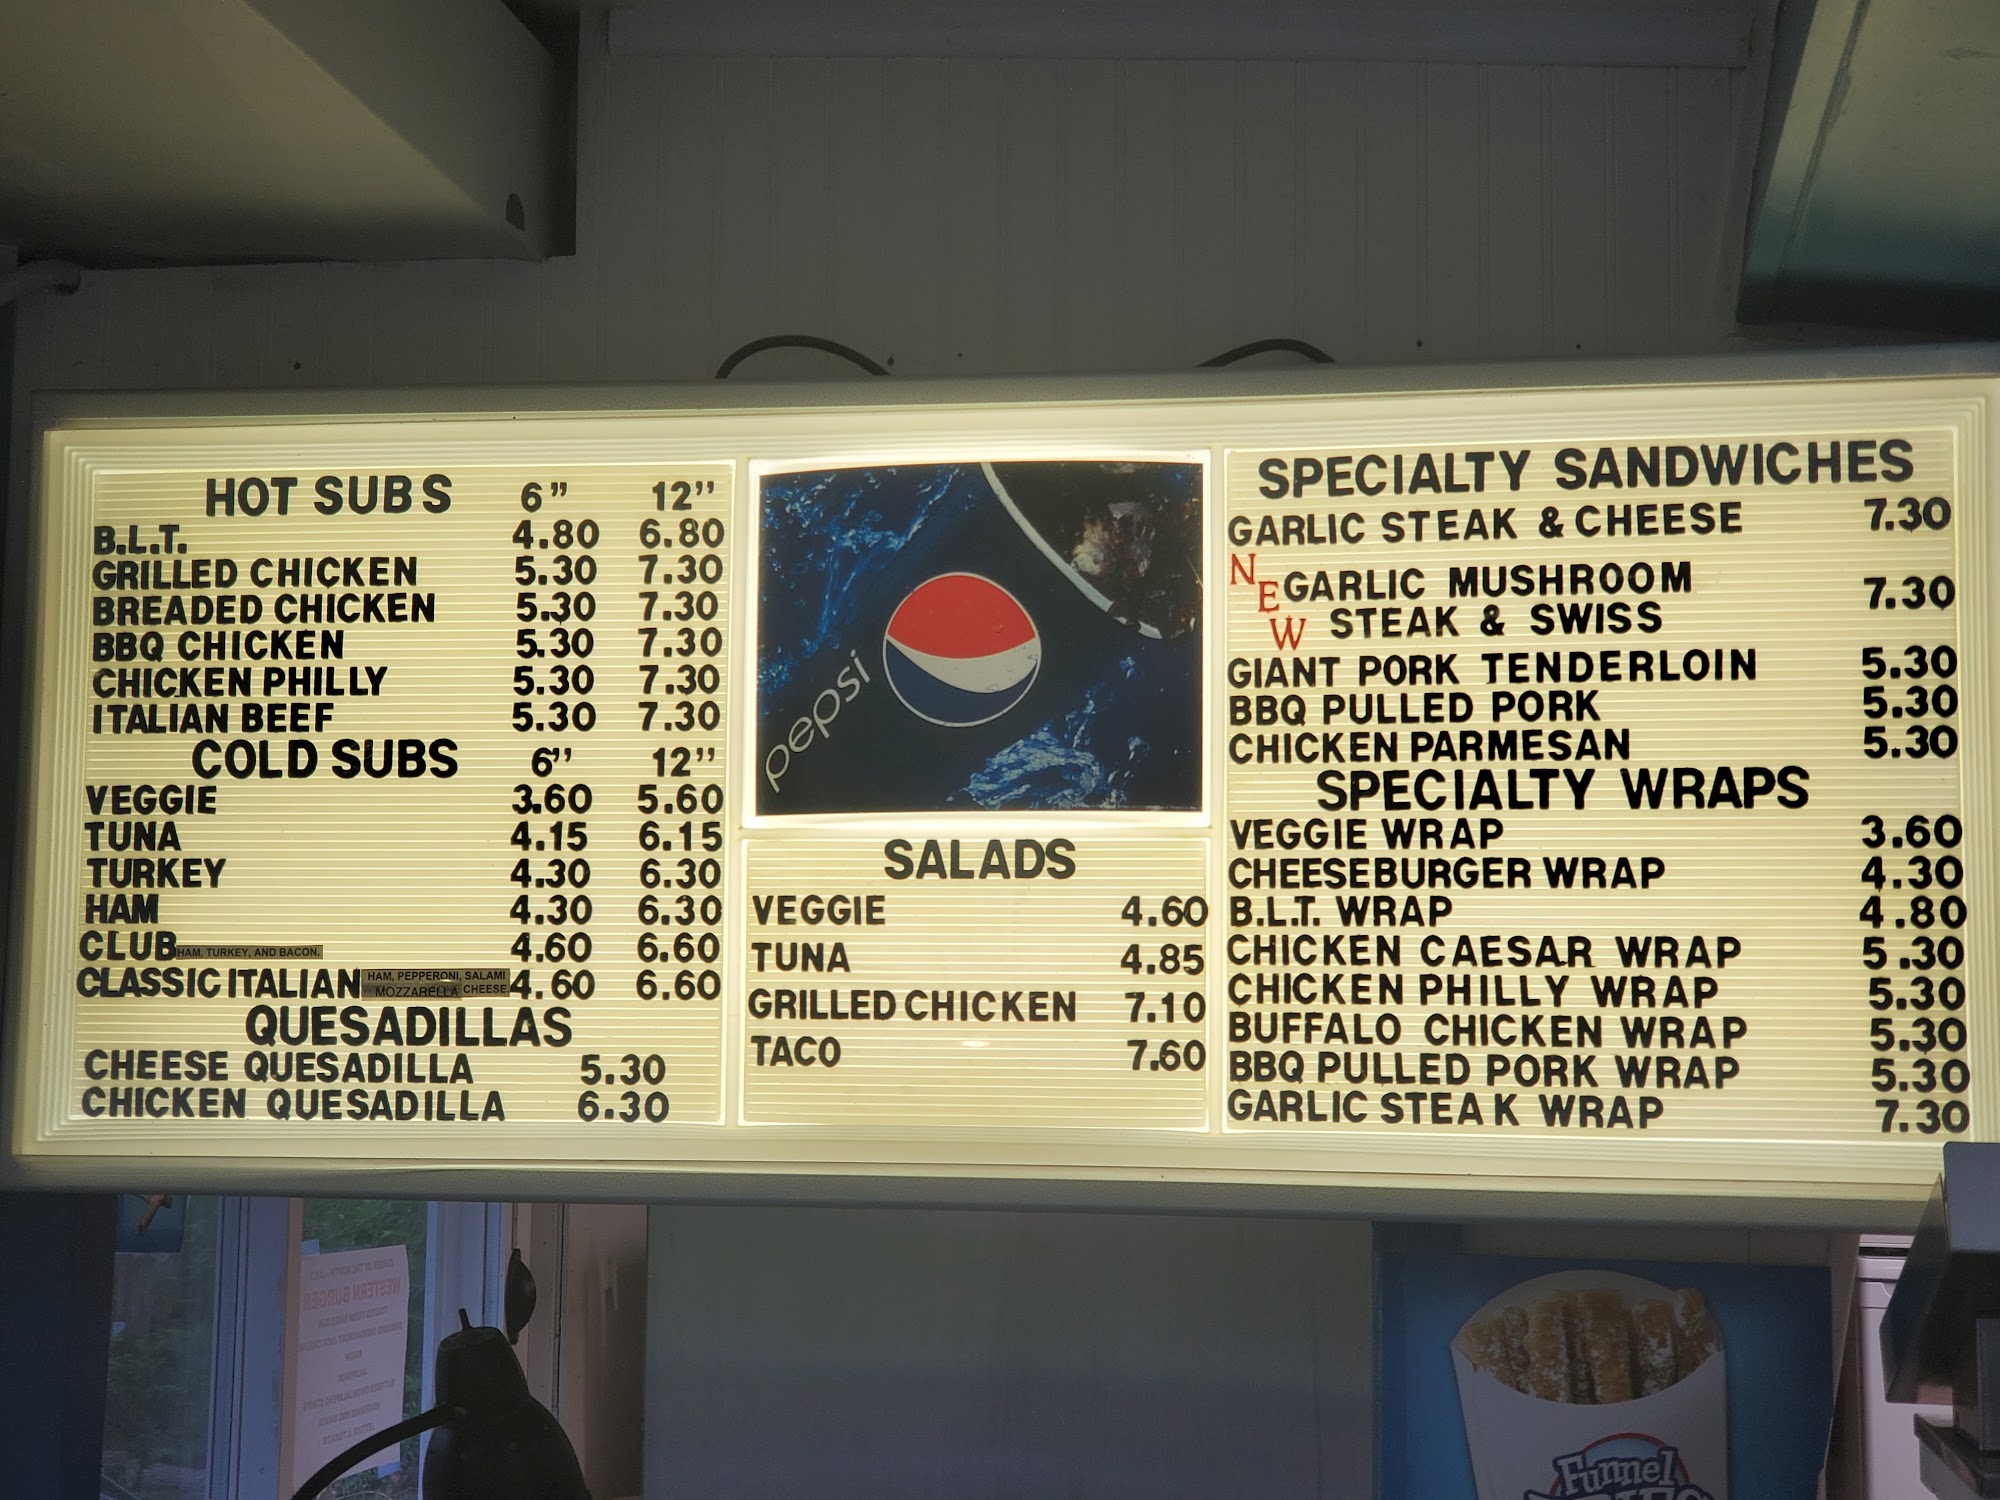 HOT SUBS 6" 12"
B.L.T. 4.80 6.80
GRILLED CHICKEN 5.30 7.30
BREADED CHICKEN 5.30 7.30
BBQ CHICKEN 5.30 7.30
CHICKEN PHILLY 5.30 7.30
ITALIAN BEEF 5.30 7.30
COLD SUBS 6" 12"
VEGGIE 3.60 5.60
TUNA 4.15 6.15
TURKEY 4.30 6.30
HAM 4.30 6.30
CLUB HAM, TURKEY, AND BACON. 4.60 6.60
CLASSIC ITALIAN HAM, PEPPERONI, SALAMI 4.60 6.60
MOZZARELLA CHEESE
QUESADILLAS
CHEESE QUESADILLA 5.30
CHICKEN QUESADILLA 6.30
pepsi
SALADS
VEGGIE 4.60
TUNA 4.85
GRILLED CHICKEN 7.10
TACO 7.60
SPECIALTY SANDWICHES
GARLIC STEAK & CHEESE 7.30
NEW GARLIC MUSHROOM
STEAK & SWISS 7.30
GIANT PORK TENDERLOIN 5.30
BBQ PULLED PORK 5.30
CHICKEN PARMESAN 5.30
SPECIALTY WRAPS
VEGGIE WRAP 3.60
CHEESEBURGER WRAP 4.30
B.L.T. WRAP 4.80
CHICKEN CAESAR WRAP 5.30
CHICKEN PHILLY WRAP 5.30
BUFFALO CHICKEN WRAP 5.30
BBQ PULLED PORK WRAP 5.30
GARLIC STEAK WRAP 7.30
WESTERN BURGER
BACON
Funnel